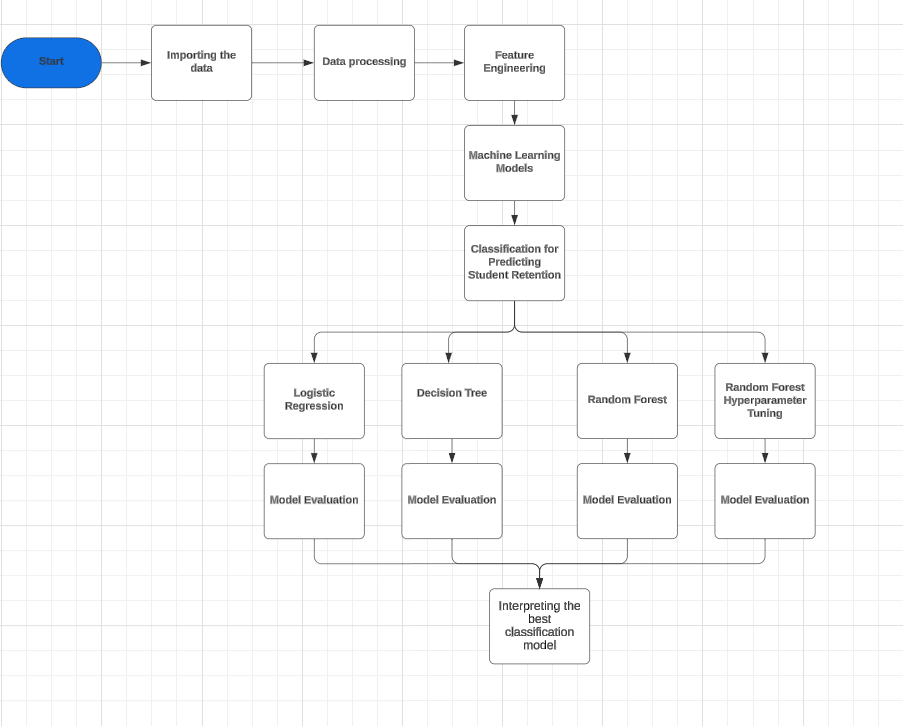 Start
Importing the
data
Data processing
Feature
Engineering
Machine Learning
Models
Classification for
Predicting
Student Retention
Logistic
Regression
Decision Tree
Random Forest
Random Forest
Hyperparameter
Tuning
Model Evaluation
Model Evaluation
Model Evaluation
Model Evaluation
Interpreting the
best
classification
model